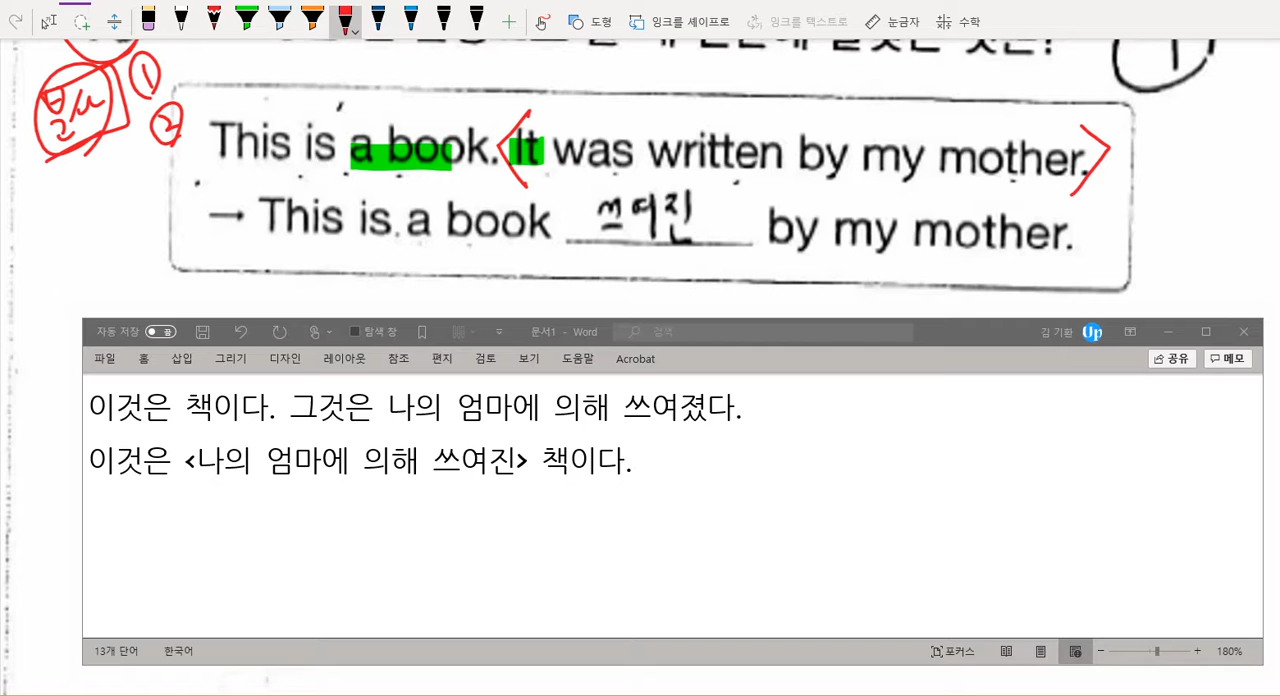 도형 잉크를 셰이프로 잉크를 텍스트로 눈금자 수학
분사
①
②
This is a book. <It was written by my mother.>
→ This is a book 쓰여진 by my mother.
자동 저장 끔 탐색 창 문서1 - Word 검색 김 기환 Up
파일 홈 삽입 그리기 디자인 레이아웃 참조 편지 검토 보기 도움말 Acrobat 공유 메모
이것은 책이다. 그것은 나의 엄마에 의해 쓰여졌다.
이것은 <나의 엄마에 의해 쓰여진> 책이다.
13개 단어 한국어 포커스 180%